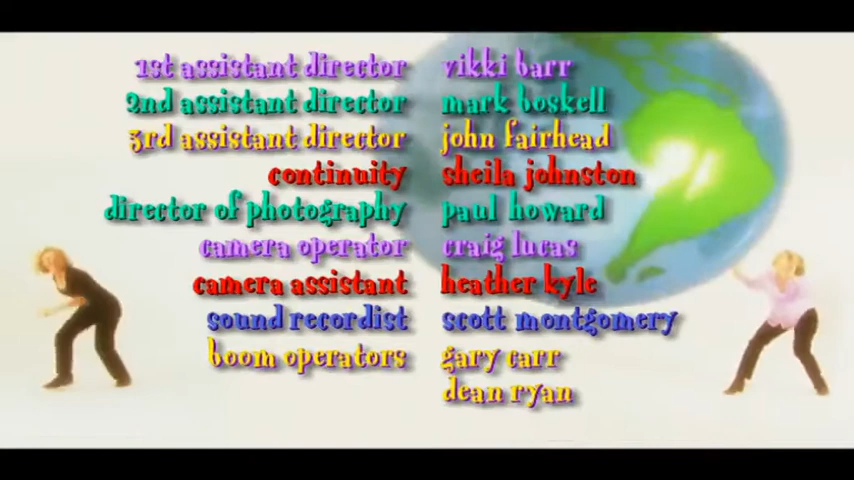 1st assistant director vikki barr
2nd assistant director mark boskell
3rd assistant director john fairhead
continuity sheila johnston
director of photography paul howard
camera operator craig lucas
camera assistant heather kyle
sound recordist scott montgomery
boom operators gary carr
dean ryan